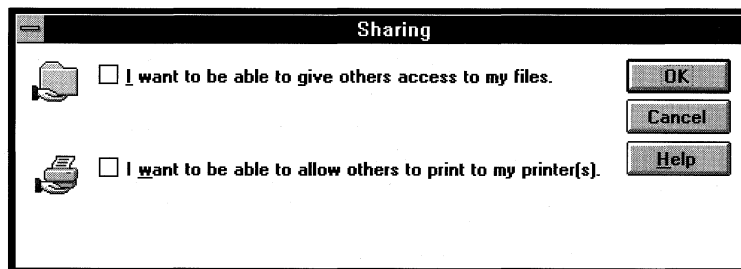 Sharing
I want to be able to give others access to my files.
OK
Cancel
I want to be able to allow others to print to my printer(s).
Help